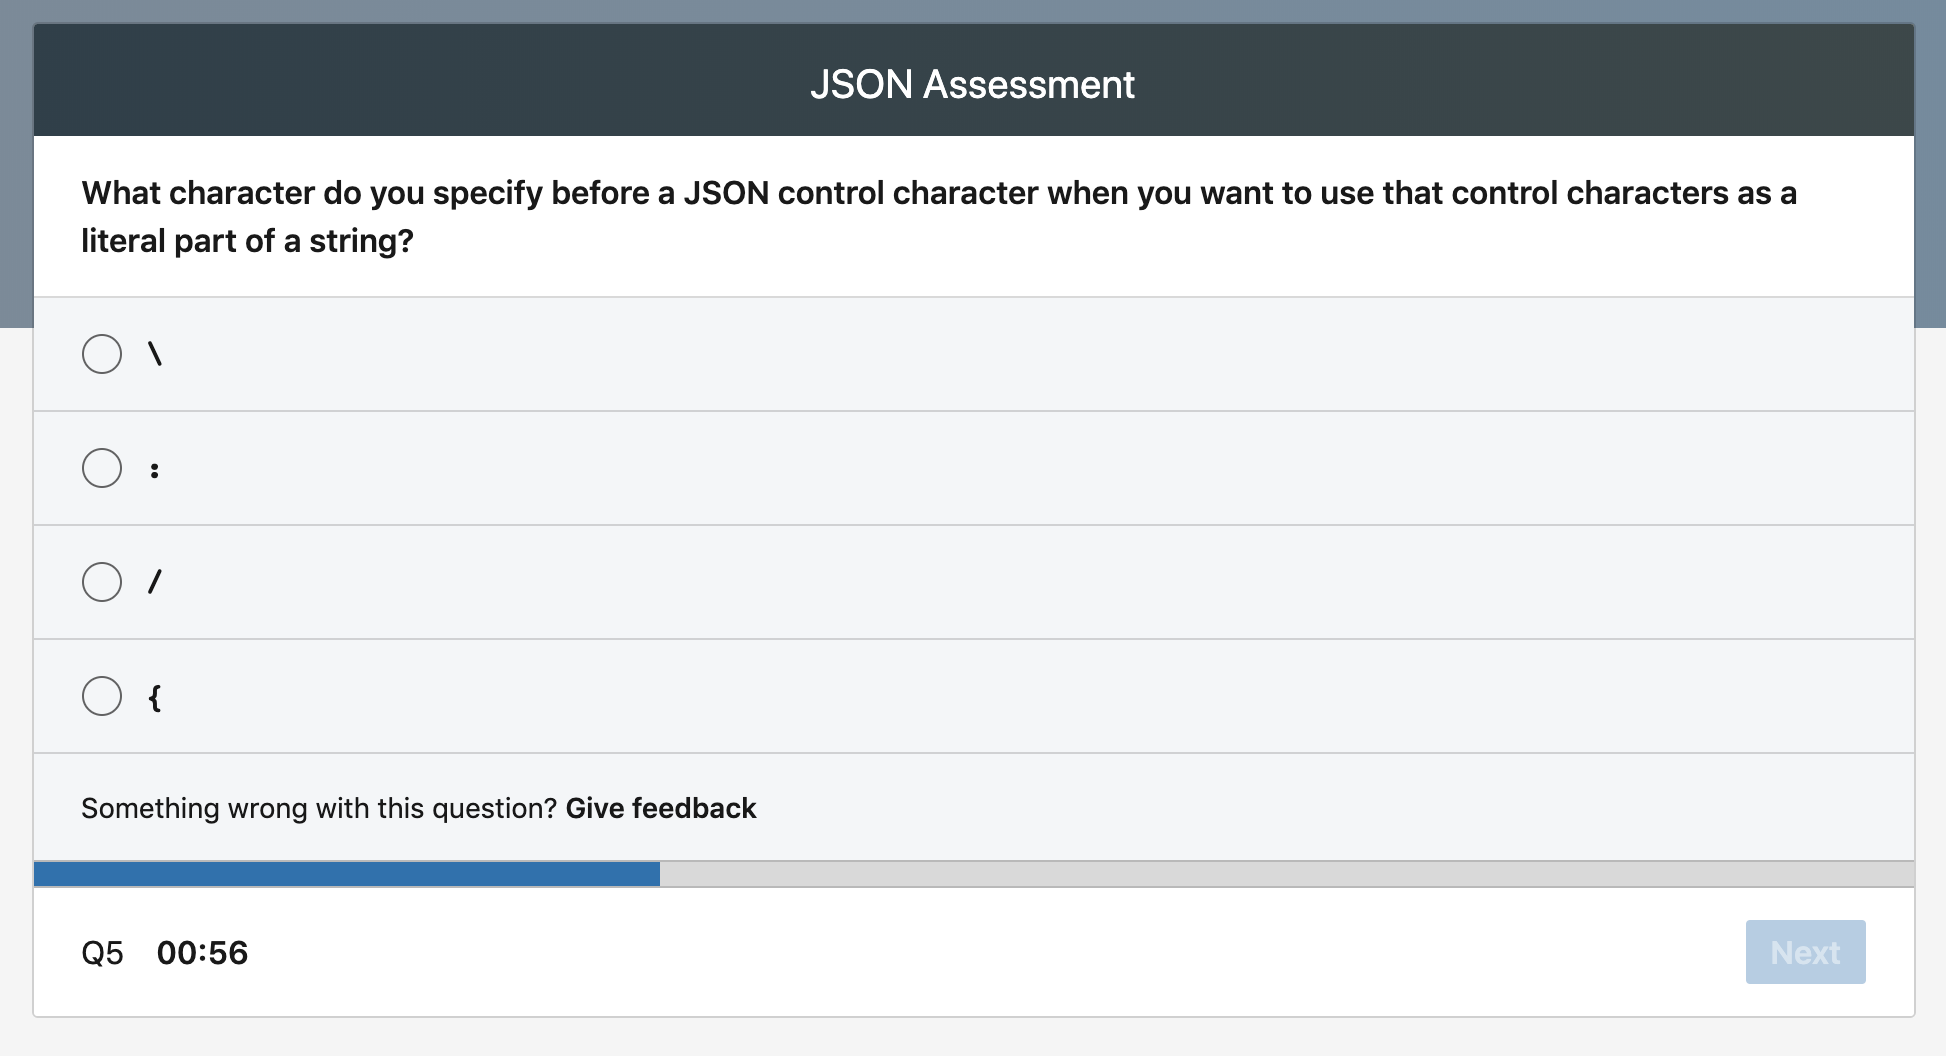 JSON Assessment
What character do you specify before a JSON control character when you want to use that control characters as a
literal part of a string?
\
:
/
{
Something wrong with this question? Give feedback
Q5 00:56
Next